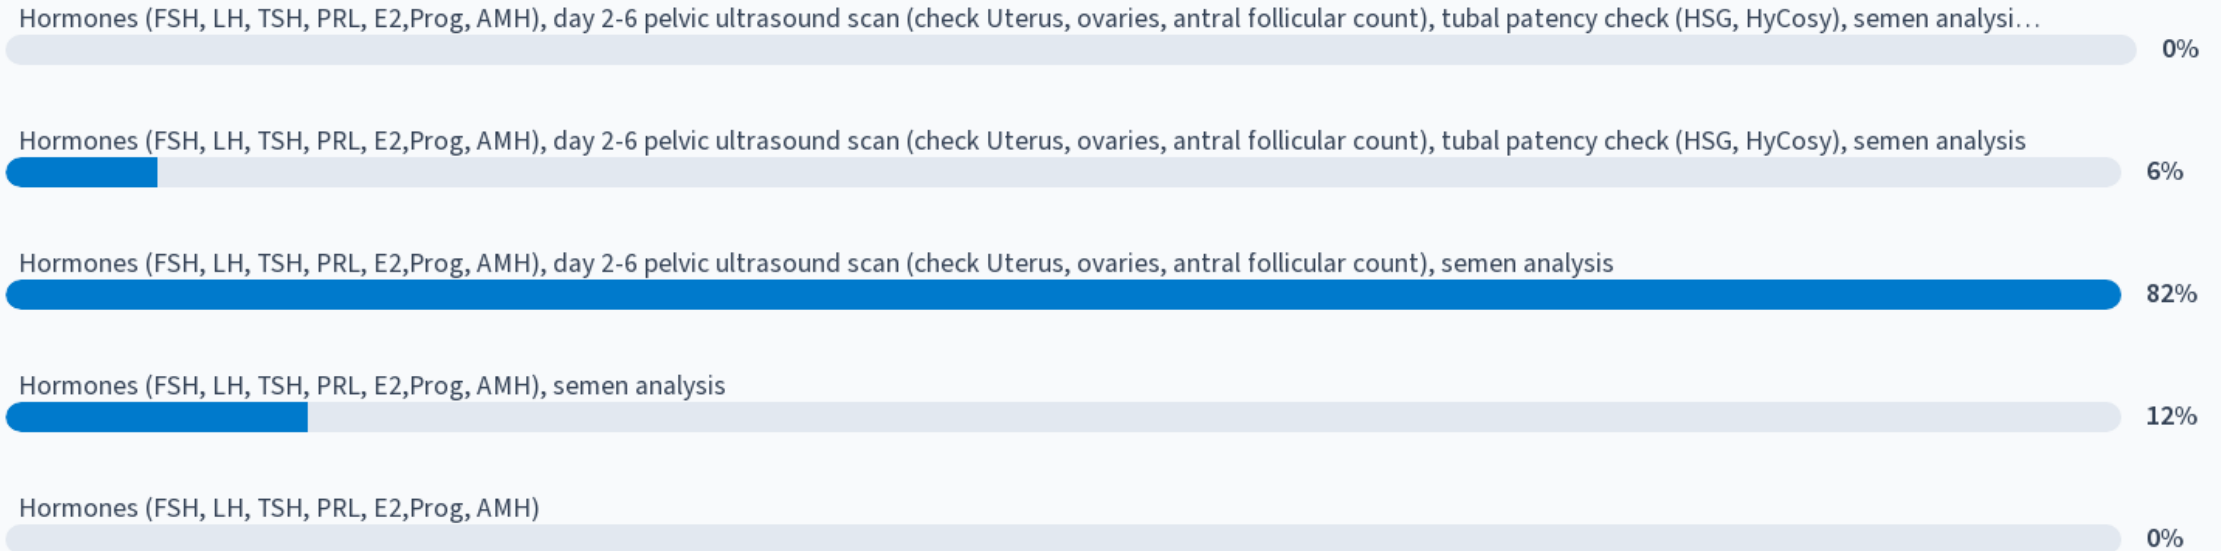 Hormones (FSH, LH, TSH, PRL, E2,Prog, AMH), day 2-6 pelvic ultrasound scan (check Uterus, ovaries, antral follicular count), tubal patency check (HSG, HyCosy), semen analysi…
0%
Hormones (FSH, LH, TSH, PRL, E2,Prog, AMH), day 2-6 pelvic ultrasound scan (check Uterus, ovaries, antral follicular count), tubal patency check (HSG, HyCosy), semen analysis
6%
Hormones (FSH, LH, TSH, PRL, E2,Prog, AMH), day 2-6 pelvic ultrasound scan (check Uterus, ovaries, antral follicular count), semen analysis
82%
Hormones (FSH, LH, TSH, PRL, E2,Prog, AMH), semen analysis
12%
Hormones (FSH, LH, TSH, PRL, E2,Prog, AMH)
0%